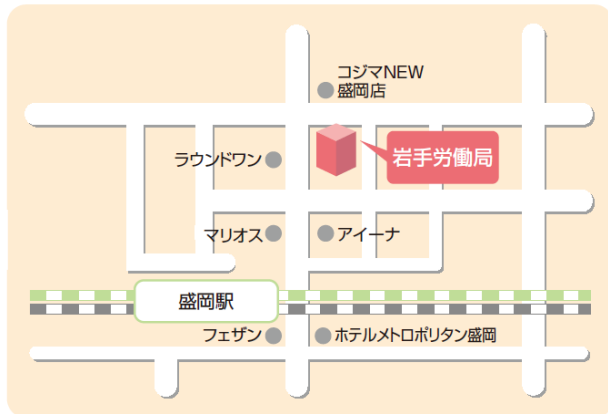 コジマNEW
盛岡店
ラウンドワン
岩手労働局
マリオス
アイーナ
盛岡駅
フェザン
ホテルメトロポリタン盛岡